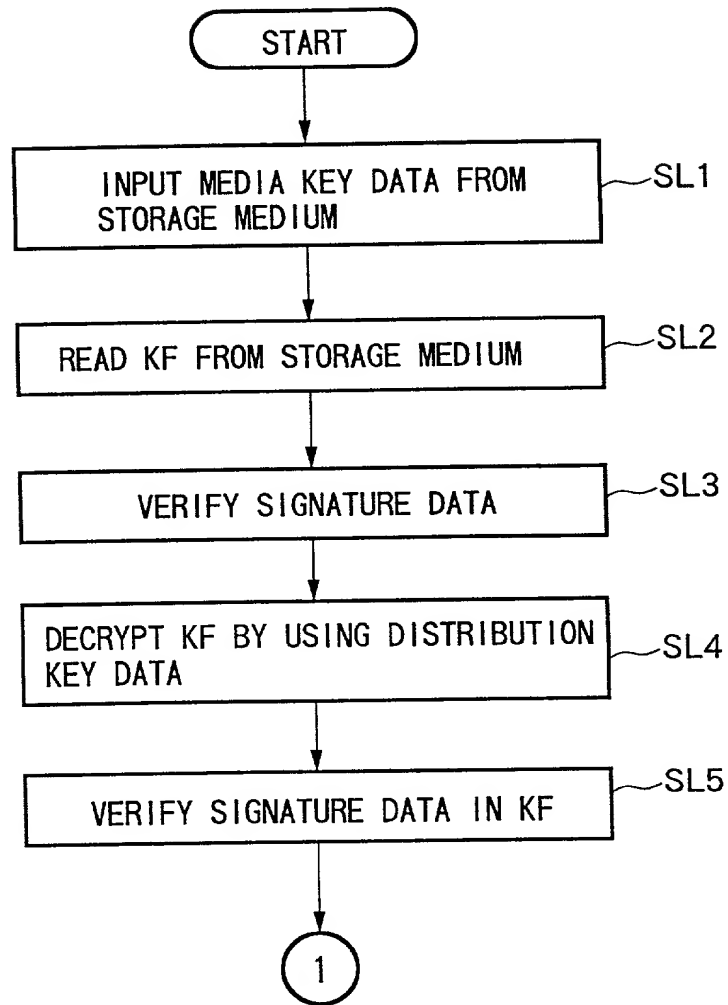 START
INPUT MEDIA KEY DATA FROM
STORAGE MEDIUM
SL1
READ KF FROM STORAGE MEDIUM
SL2
VERIFY SIGNATURE DATA
SL3
DECRYPT KF BY USING DISTRIBUTION
KEY DATA
SL4
VERIFY SIGNATURE DATA IN KF
SL5
1